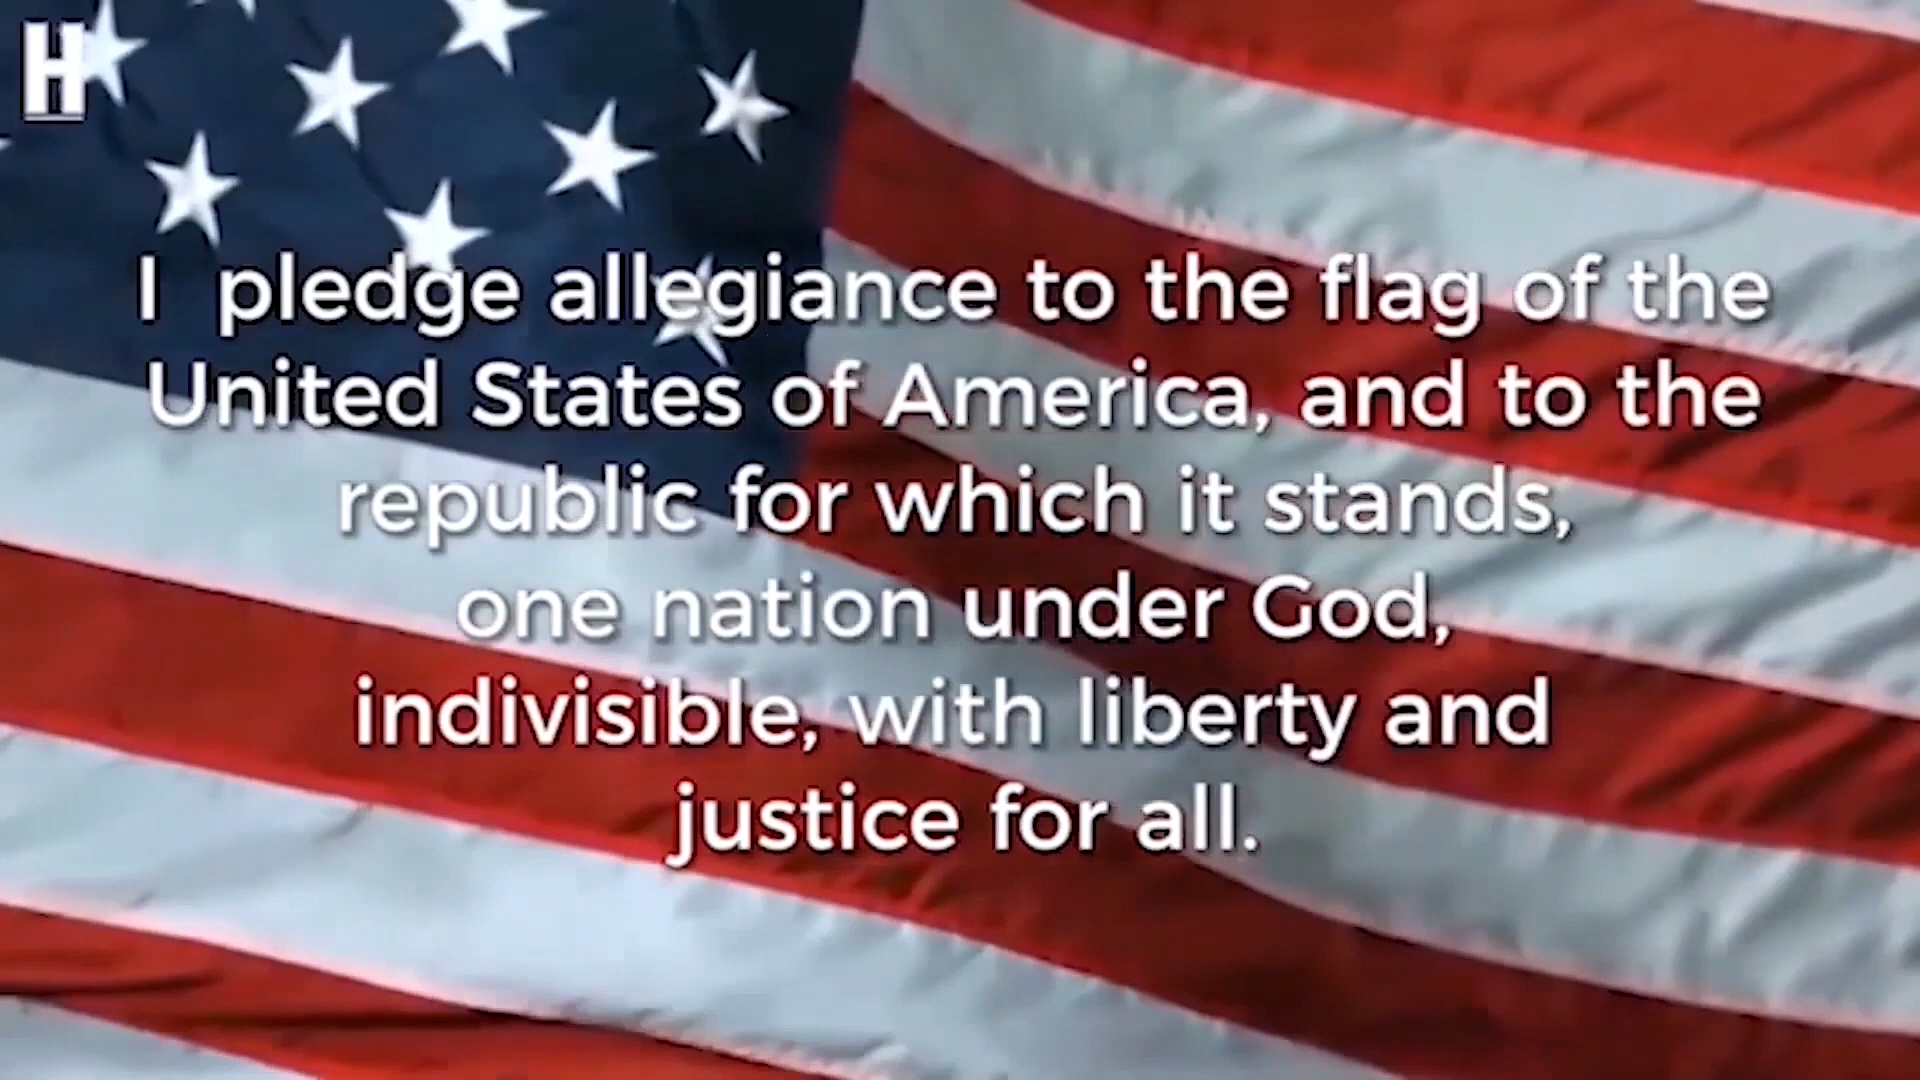 H
I pledge allegiance to the flag of the
United States of America, and to the
republic for which it stands,
one nation under God,
indivisible, with liberty and
justice for all.